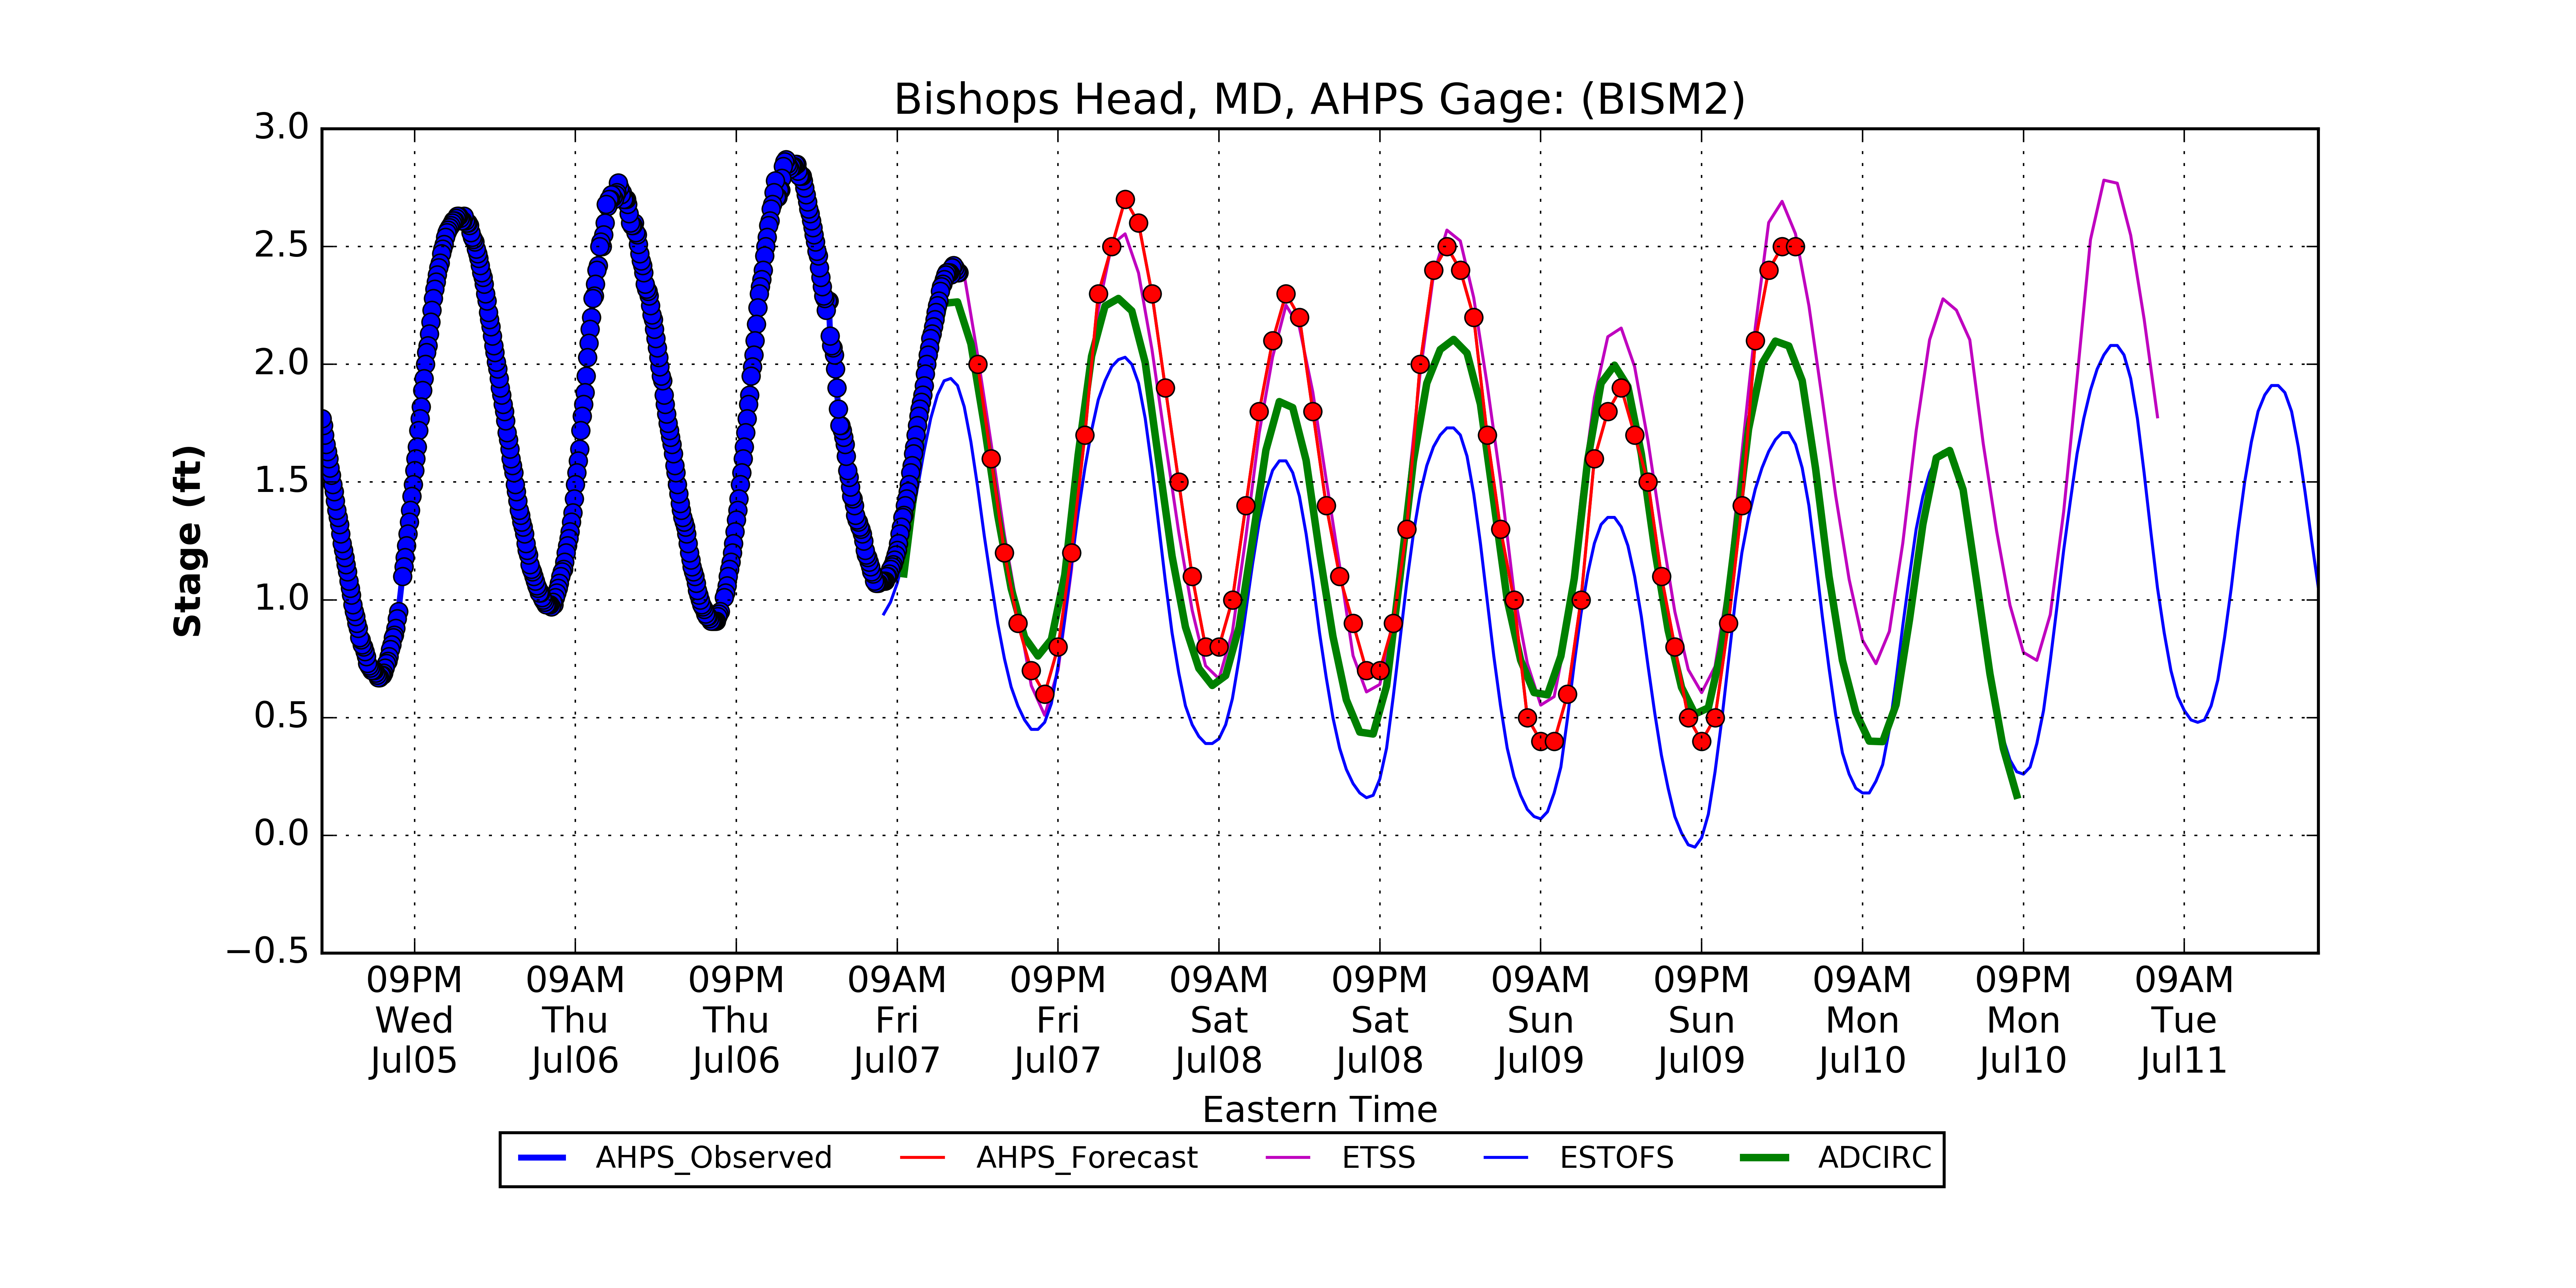 Bishops Head, MD, AHPS Gage: (BISM2)
3.0
2.5
2.0
1.5
1.0
0.5
0.0
−0.5
Stage (ft)
09PM 09AM 09PM 09AM 09PM 09AM 09PM 09AM 09PM 09AM 09PM 09AM
Wed Thu Thu Fri Fri Sat Sat Sun Sun Mon Mon Tue
Jul05 Jul06 Jul06 Jul07 Jul07 Jul08 Jul08 Jul09 Jul09 Jul10 Jul10 Jul11
Eastern Time
AHPS_Observed AHPS_Forecast ETSS ESTOFS ADCIRC